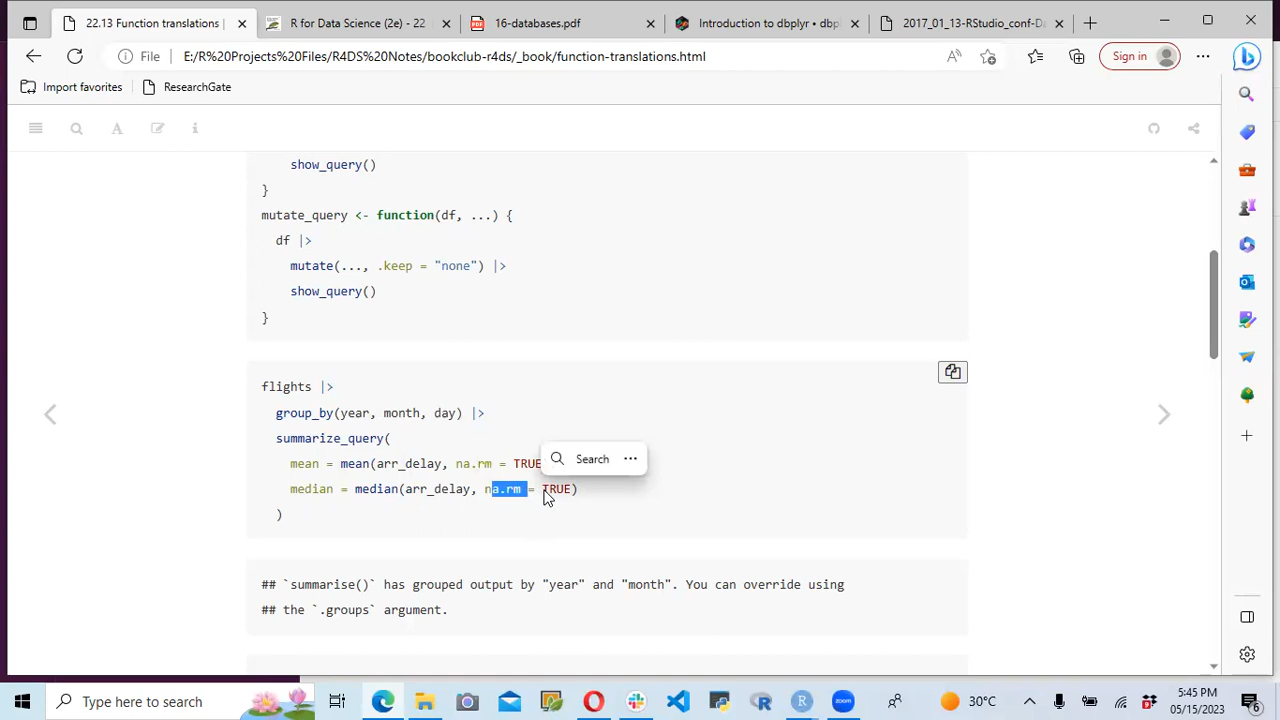 22.13 Function translations
R for Data Science (2e) - 22
16-databases.pdf
Introduction to dbplyr • dbp
2017_01_13-RStudio_conf-Da
File
E:/R%20Projects%20Files/R4DS%20Notes/bookclub-r4ds/_book/function-translations.html
Sign in
Import favorites
ResearchGate
show_query()
}
mutate_query <- function(df, ...) {
df |>
mutate(..., .keep = "none") |>
show_query()
}
flights |>
group_by(year, month, day) |>
summarize_query(
mean = mean(arr_delay, na.rm = TRUE
Search
median = median(arr_delay, na.rm = TRUE)
)
## `summarise()` has grouped output by "year" and "month". You can override using
## the `.groups` argument.
Type here to search
30°C
5:45 PM
05/15/2023
6